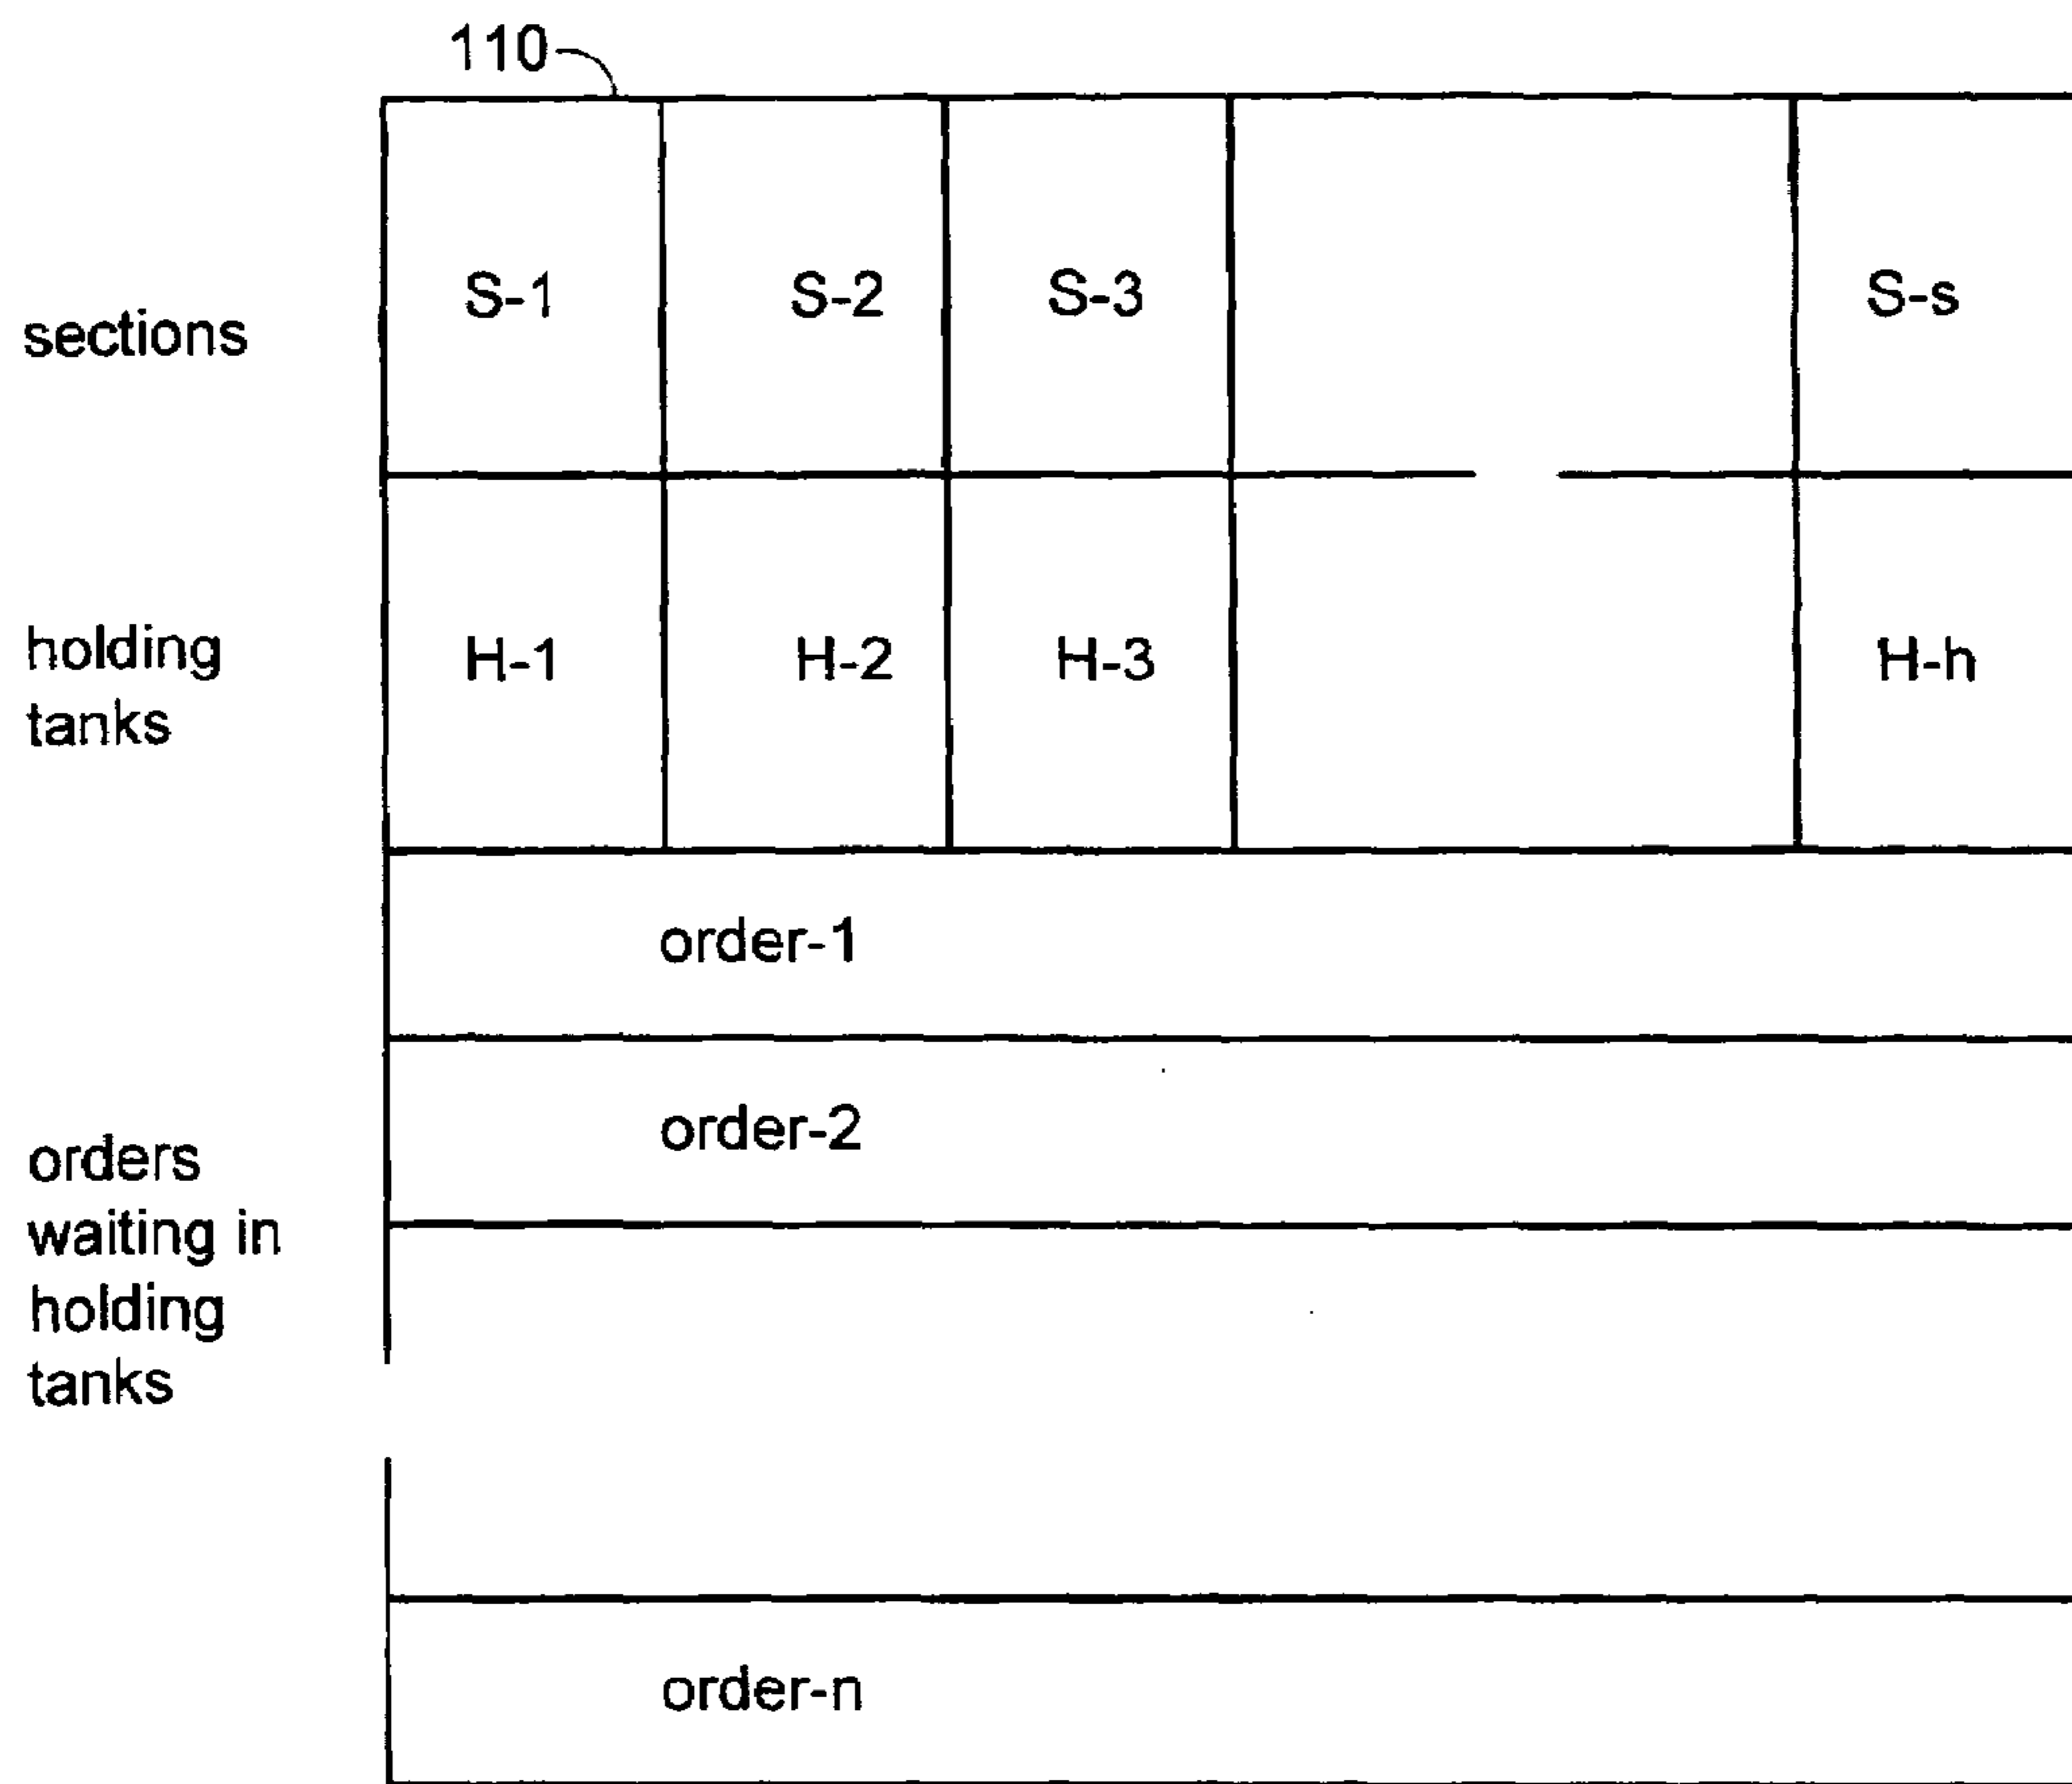 110
sections
S-1 S-2 S-3 S-s
holding
tanks
H-1 H-2 H-3 H-h
order-1
order-2
orders
waiting in
holding
tanks
order-n